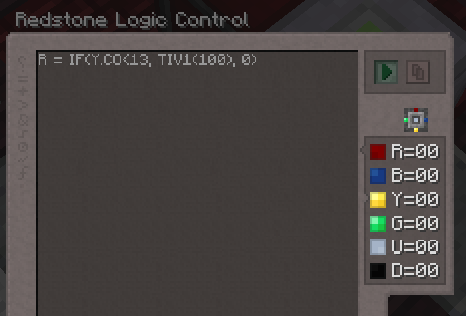 Redstone Logic Control
R = IF(Y.CO<13, TIV1(100), 0)
R=00
B=00
Y=00
G=00
U=00
D=00